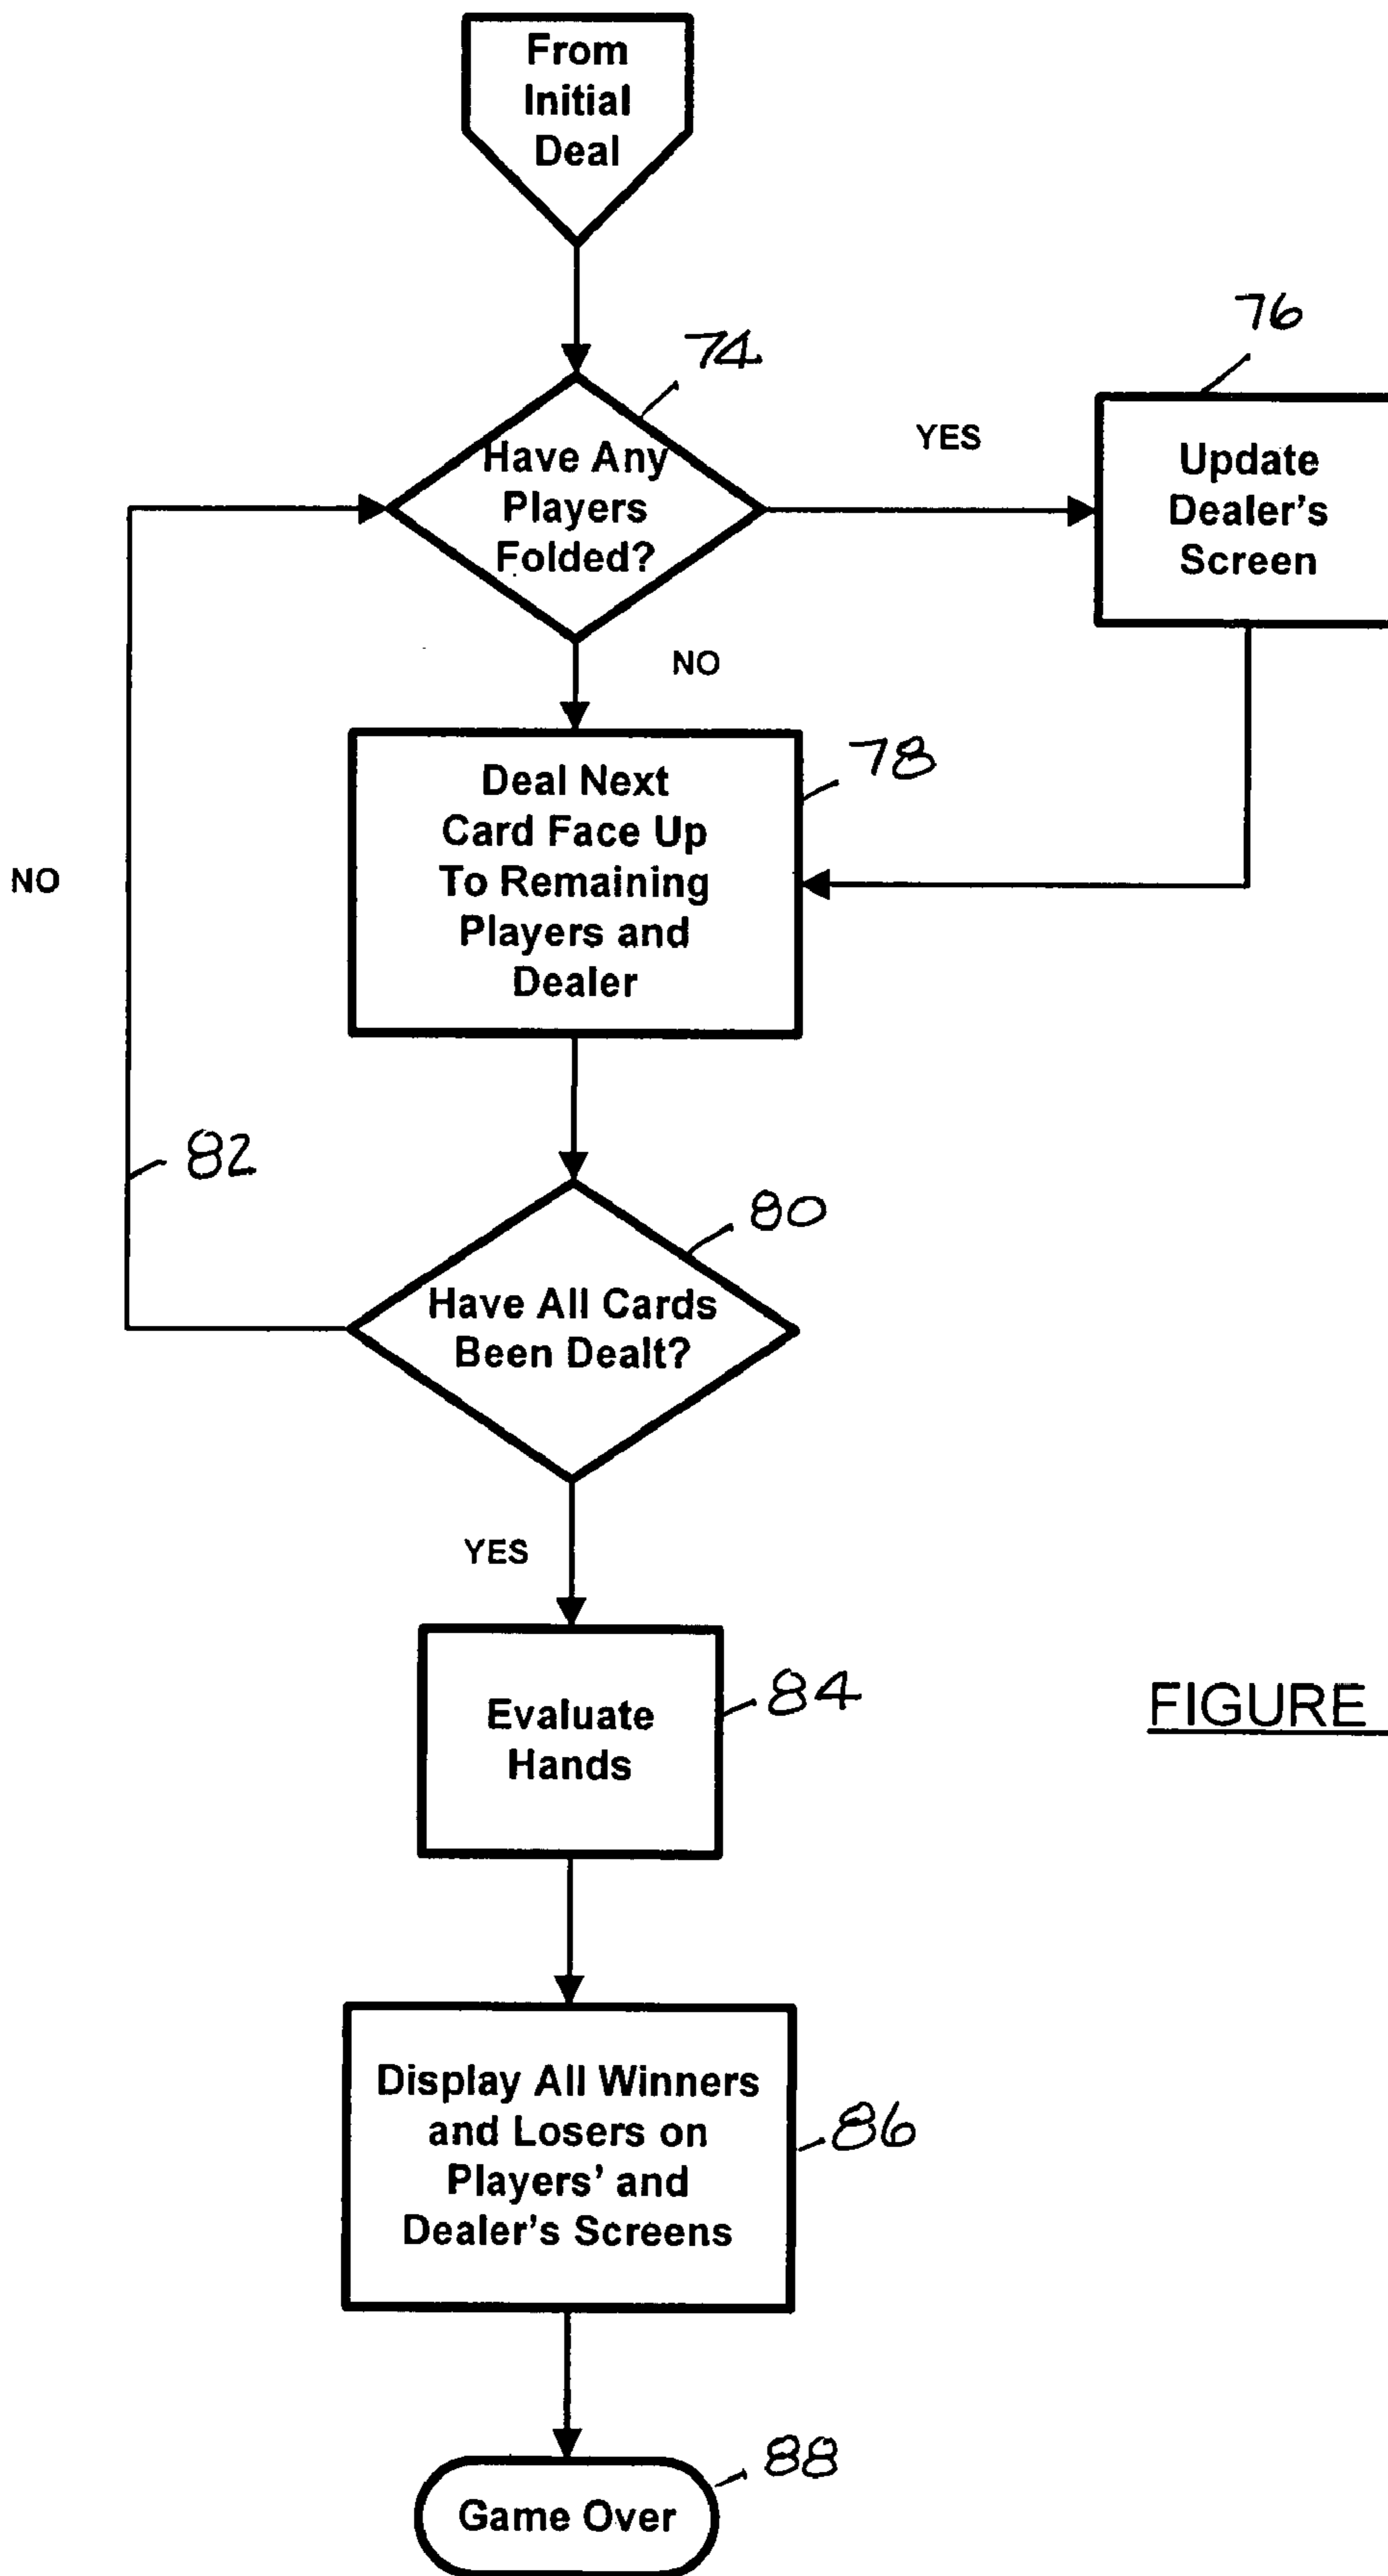 From
Initial
Deal
74
Have Any
Players
Folded?
YES
76
Update
Dealer's
Screen
NO
78
Deal Next
Card Face Up
To Remaining
Players and
Dealer
NO
82
80
Have All Cards
Been Dealt?
YES
84
Evaluate
Hands
FIGURE
86
Display All Winners
and Losers on
Players' and
Dealer's Screens
88
Game Over